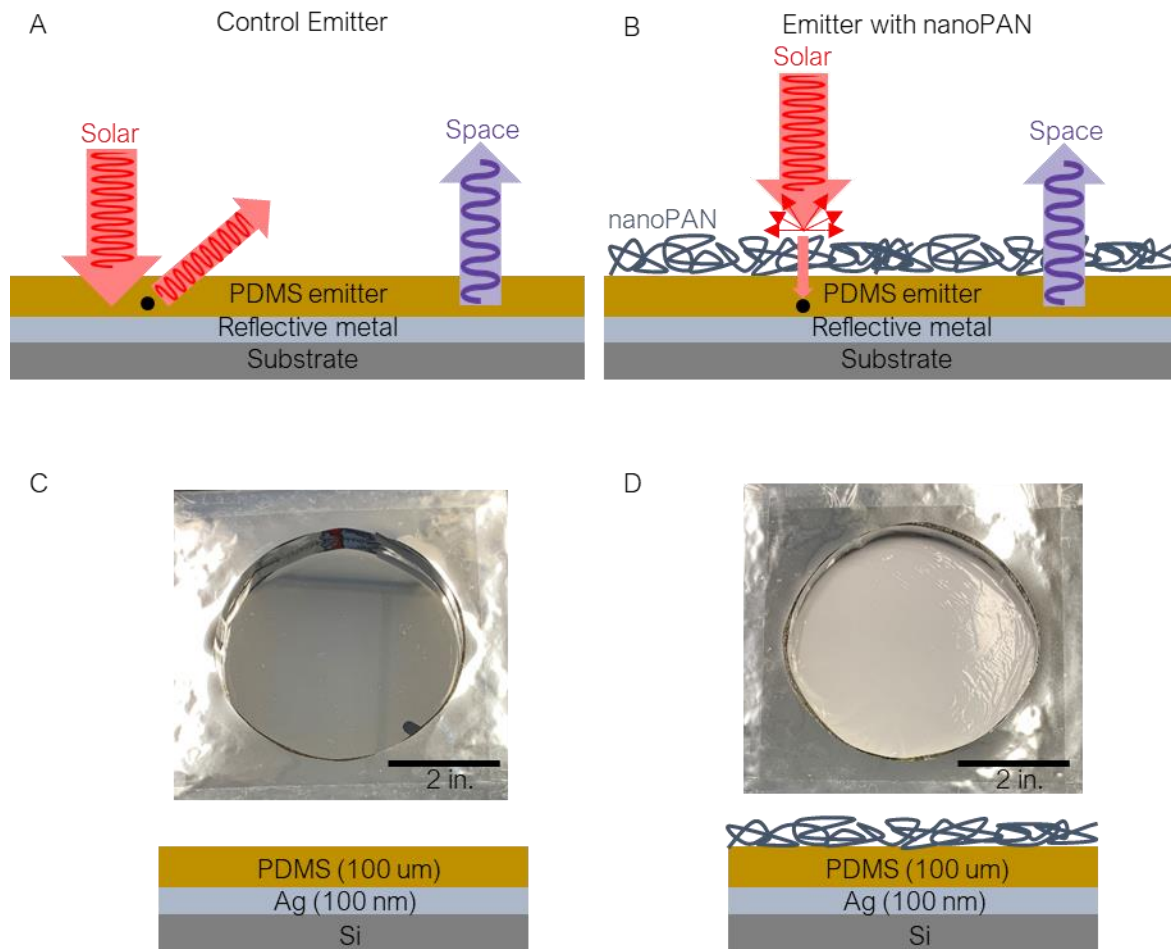 A
Control Emitter
B
Emitter with nanoPAN
Solar
Space
PDMS emitter
Reflective metal
Substrate
Solar
Space
nanoPAN
PDMS emitter
Reflective metal
Substrate
C
2 in.
PDMS (100 um)
Ag (100 nm)
Si
D
2 in.
PDMS (100 um)
Ag (100 nm)
Si